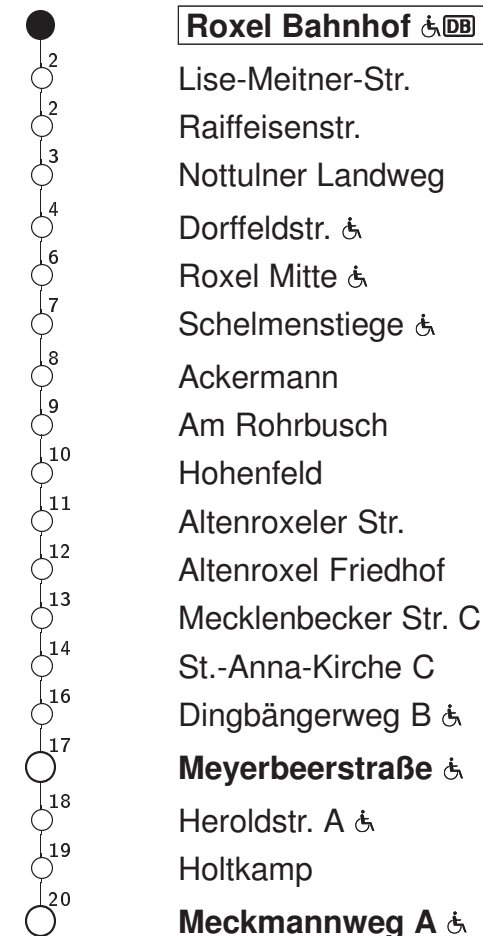 Roxel Bahnhof DB
2 Lise-Meitner-Str.
2 Raiffeisenstr.
3 Nottulner Landweg
4 Dorffeldstr.
6 Roxel Mitte
7 Schelmenstiege
8 Ackermann
9 Am Rohrbusch
10 Hohenfeld
11 Altenroxeler Str.
12 Altenroxel Friedhof
13 Mecklenbecker Str. C
14 St.-Anna-Kirche C
16 Dingbängerweg B
17 Meyerbeerstraße
18 Heroldstr. A
19 Holtkamp
20 Meckmannweg A